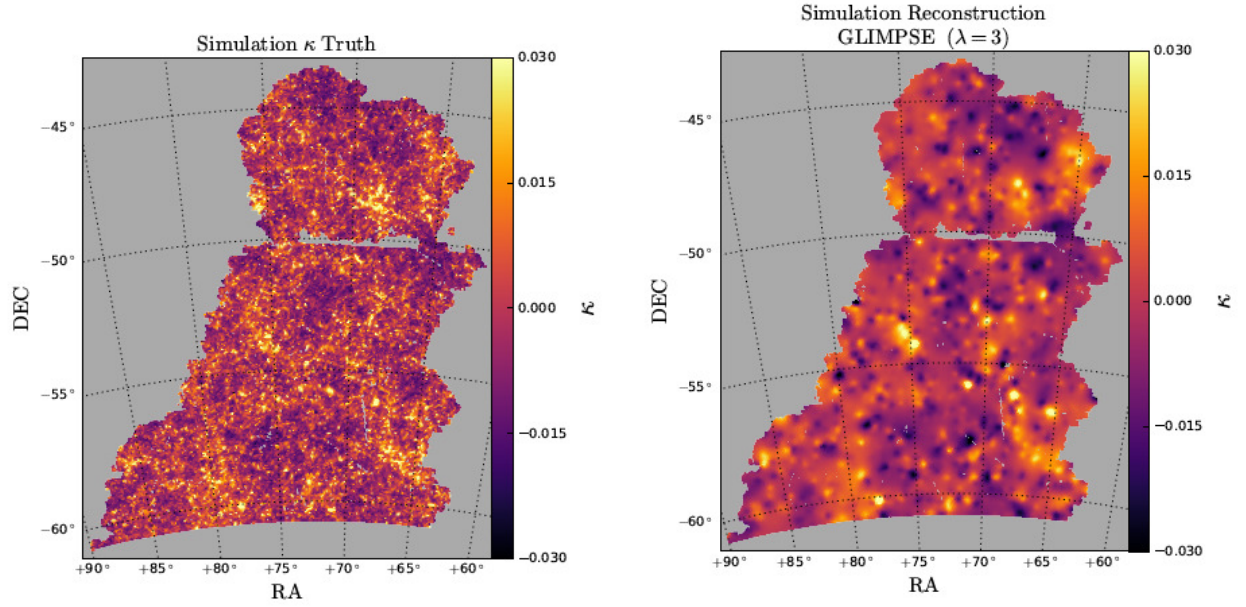 Simulation κ Truth
0.030
0.015
0.000
−0.015
−0.030
κ
−45°
−50°
−55°
−60°
DEC
+90° +85° +80° +75° +70° +65° +60°
RA
Simulation Reconstruction
GLIMPSE (λ = 3)
0.030
0.015
0.000
−0.015
−0.030
κ
−45°
−50°
−55°
−60°
DEC
+90° +85° +80° +75° +70° +65° +60°
RA